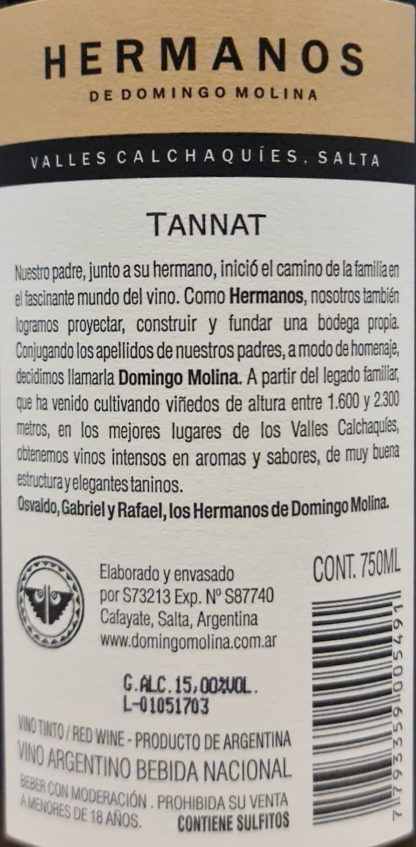 HERMANOS
DE DOMINGO MOLINA
VALLES CALCHAQUÍES. SALTA
TANNAT
Nuestro padre, junto a su hermano, inició el camino de la familia en
el fascinante mundo del vino. Como Hermanos, nosotros también
logramos proyectar, construir y fundar una bodega propia.
Conjugando los apellidos de nuestros padres, a modo de homenaje,
decidimos llamarla Domingo Molina. A partir del legado familiar,
que ha venido cultivando viñedos de altura entre 1.600 y 2.300
metros, en los mejores lugares de los Valles Calchaquíes,
obtenemos vinos intensos en aromas y sabores, de muy buena
estructura y elegantes taninos.
Osvaldo, Gabriel y Rafael, los Hermanos de Domingo Molina.
Elaborado y envasado
por S73213 Exp. Nº S87740
Cafayate, Salta, Argentina
www.domingomolina.com.ar
CONT. 750ML
G.ALC.15,00%VOL.
L-01051703
VINO TINTO / RED WINE - PRODUCTO DE ARGENTINA
VINO ARGENTINO BEBIDA NACIONAL
BEBER CON MODERACIÓN . PROHIBIDA SU VENTA
A MENORES DE 18 AÑOS. CONTIENE SULFITOS
7793359005491